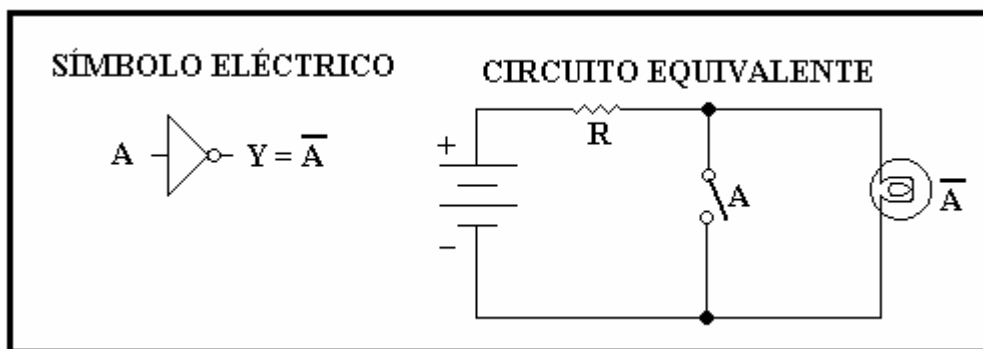 SÍMBOLO ELÉCTRICO
A Y = A̅
CIRCUITO EQUIVALENTE
+
R
A
A̅
−